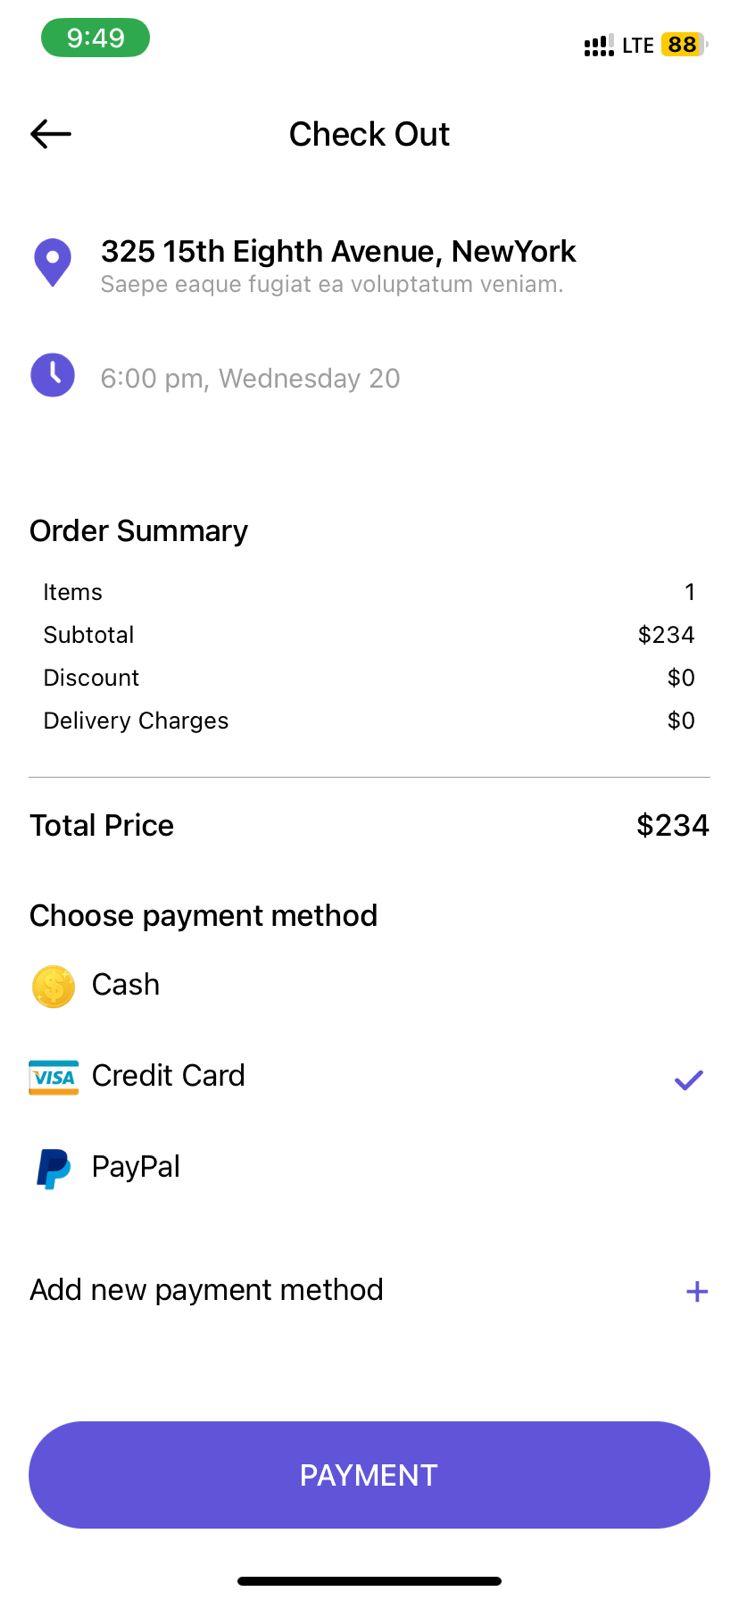 9:49
LTE 88
Check Out
325 15th Eighth Avenue, NewYork
Saepe eaque fugiat ea voluptatum veniam.
6:00 pm, Wednesday 20
Order Summary
Items 1
Subtotal $234
Discount $0
Delivery Charges $0
Total Price $234
Choose payment method
$ Cash
VISA Credit Card
PayPal
Add new payment method +
PAYMENT